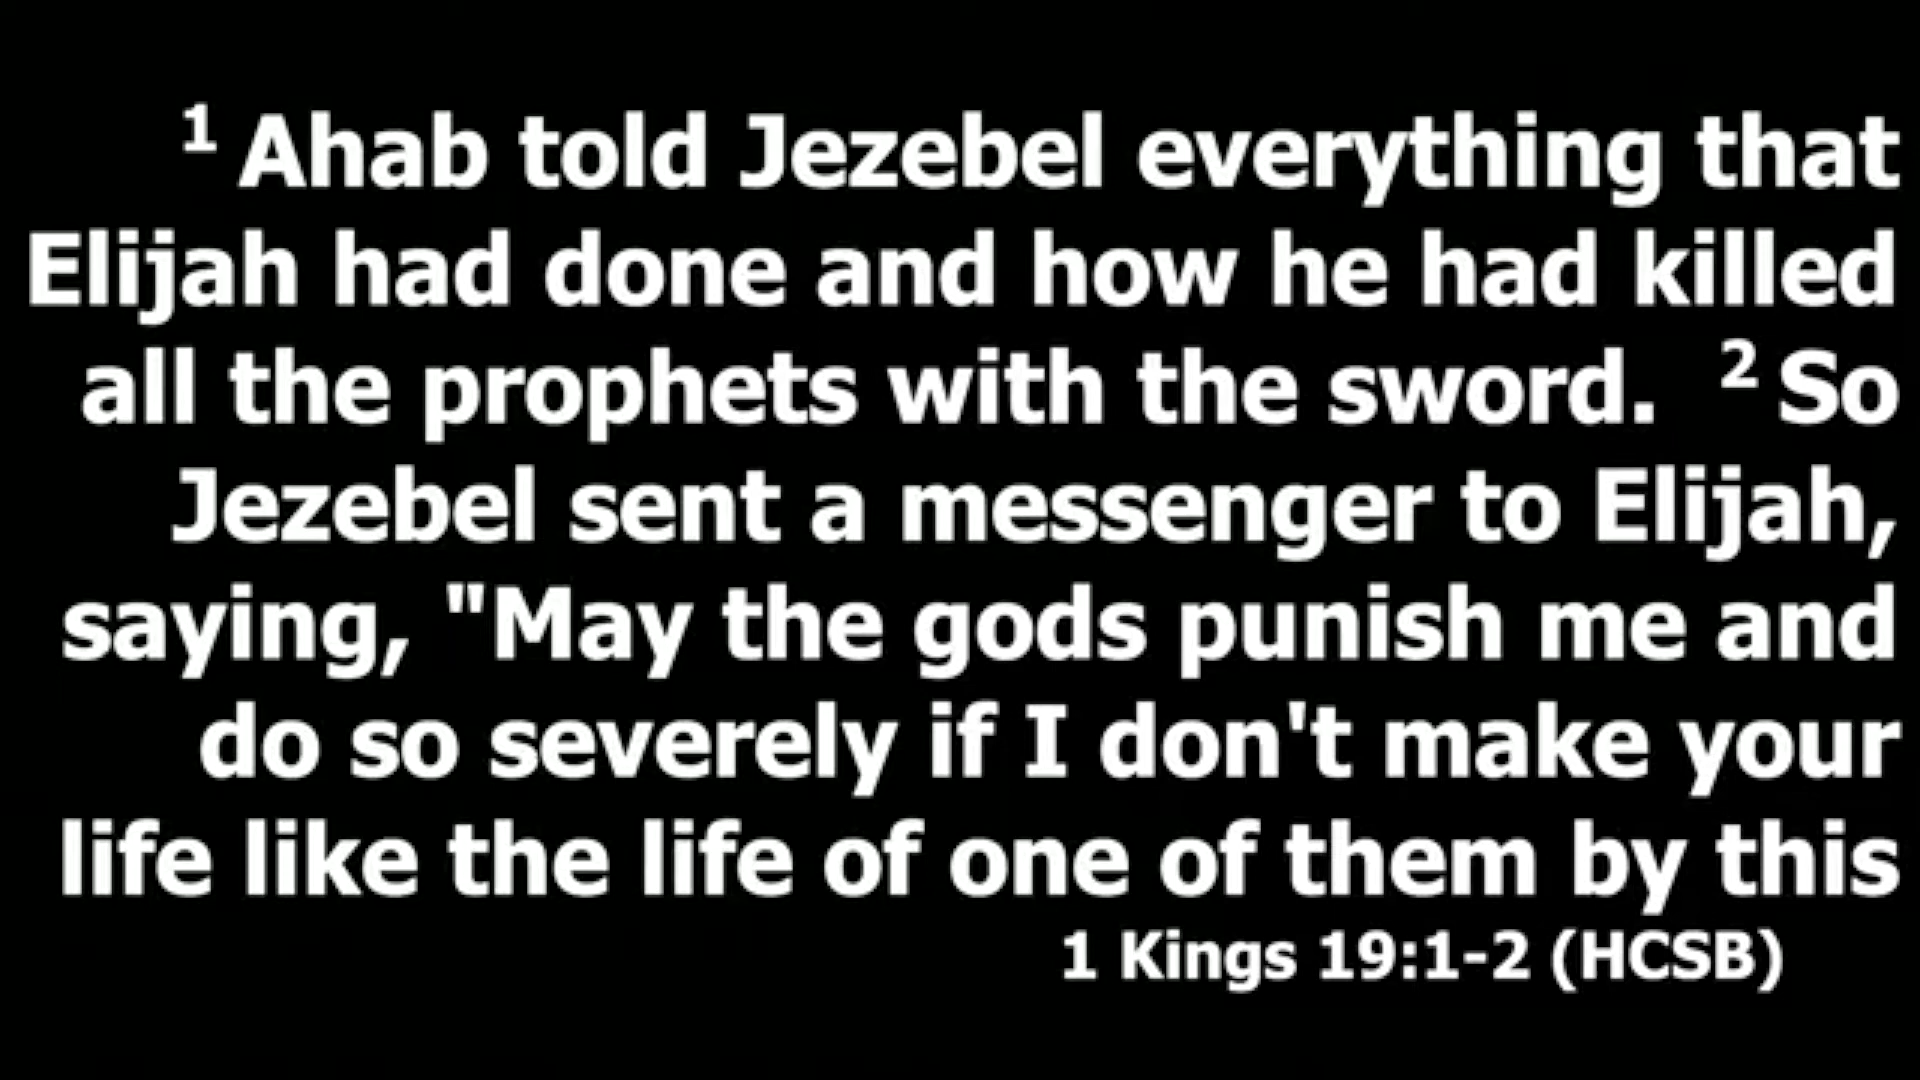 ¹ Ahab told Jezebel everything that
Elijah had done and how he had killed
all the prophets with the sword. ² So
Jezebel sent a messenger to Elijah,
saying, "May the gods punish me and
do so severely if I don't make your
life like the life of one of them by this
1 Kings 19:1-2 (HCSB)